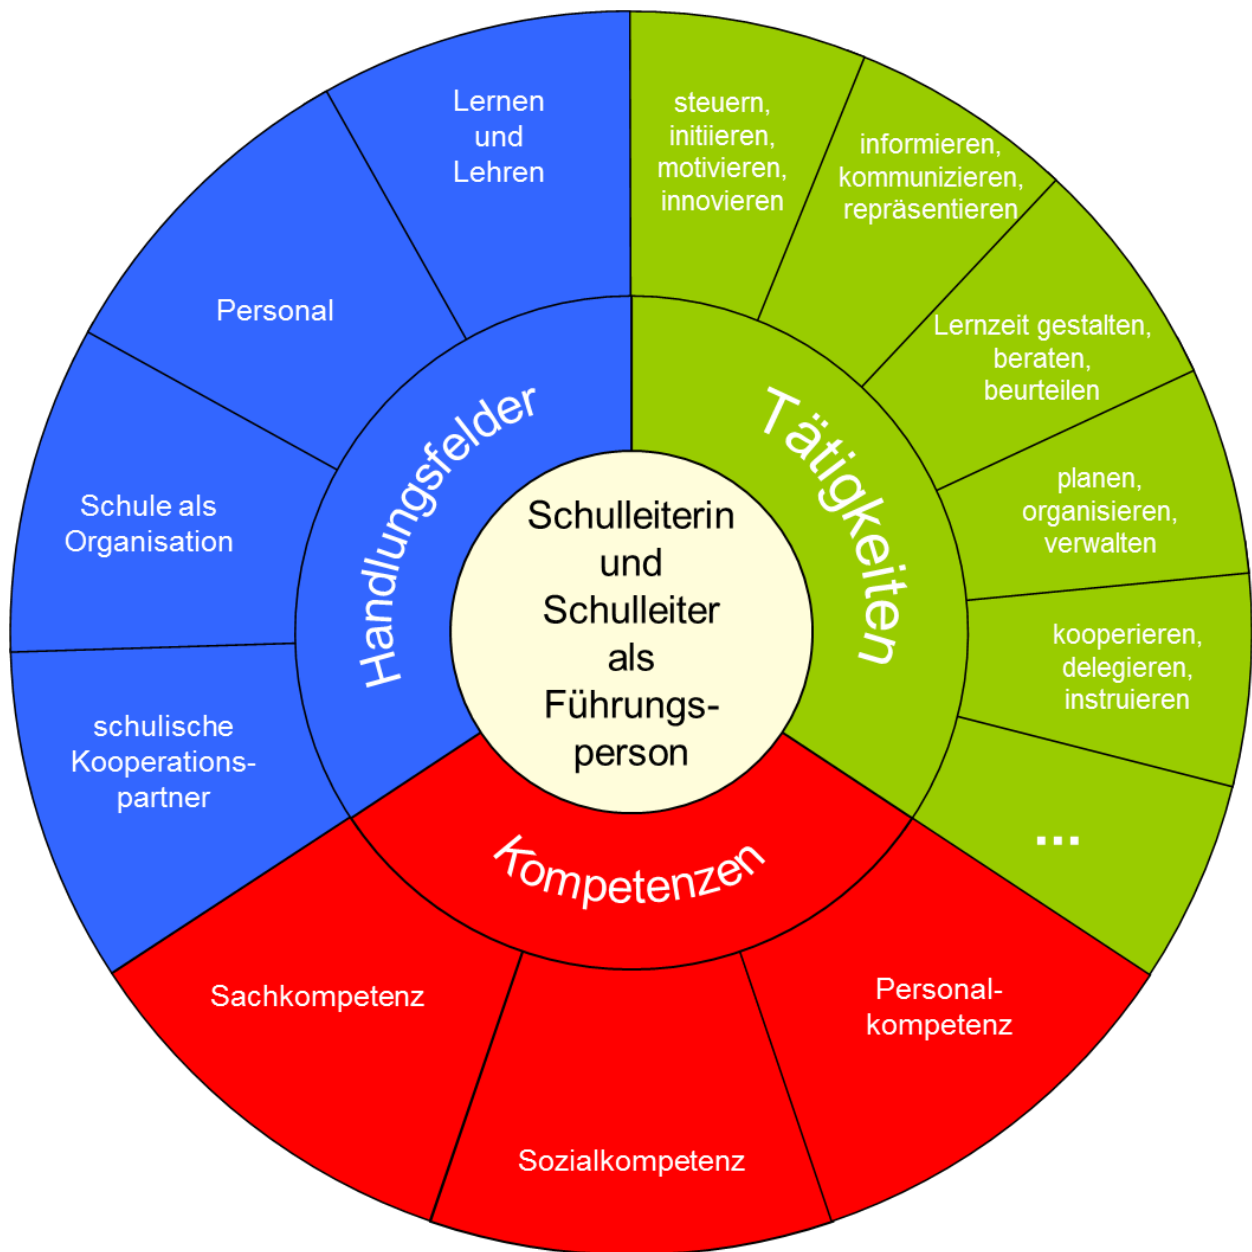 Schulleiterin
und
Schulleiter
als
Führungs-
person
Handlungsfelder
Lernen
und
Lehren
Personal
Schule als
Organisation
schulische
Kooperations-
partner
Tätigkeiten
steuern,
initiieren,
motivieren,
innovieren
informieren,
kommunizieren,
repräsentieren
Lernzeit gestalten,
beraten,
beurteilen
planen,
organisieren,
verwalten
kooperieren,
delegieren,
instruieren
...
Kompetenzen
Sachkompetenz
Sozialkompetenz
Personal-
kompetenz